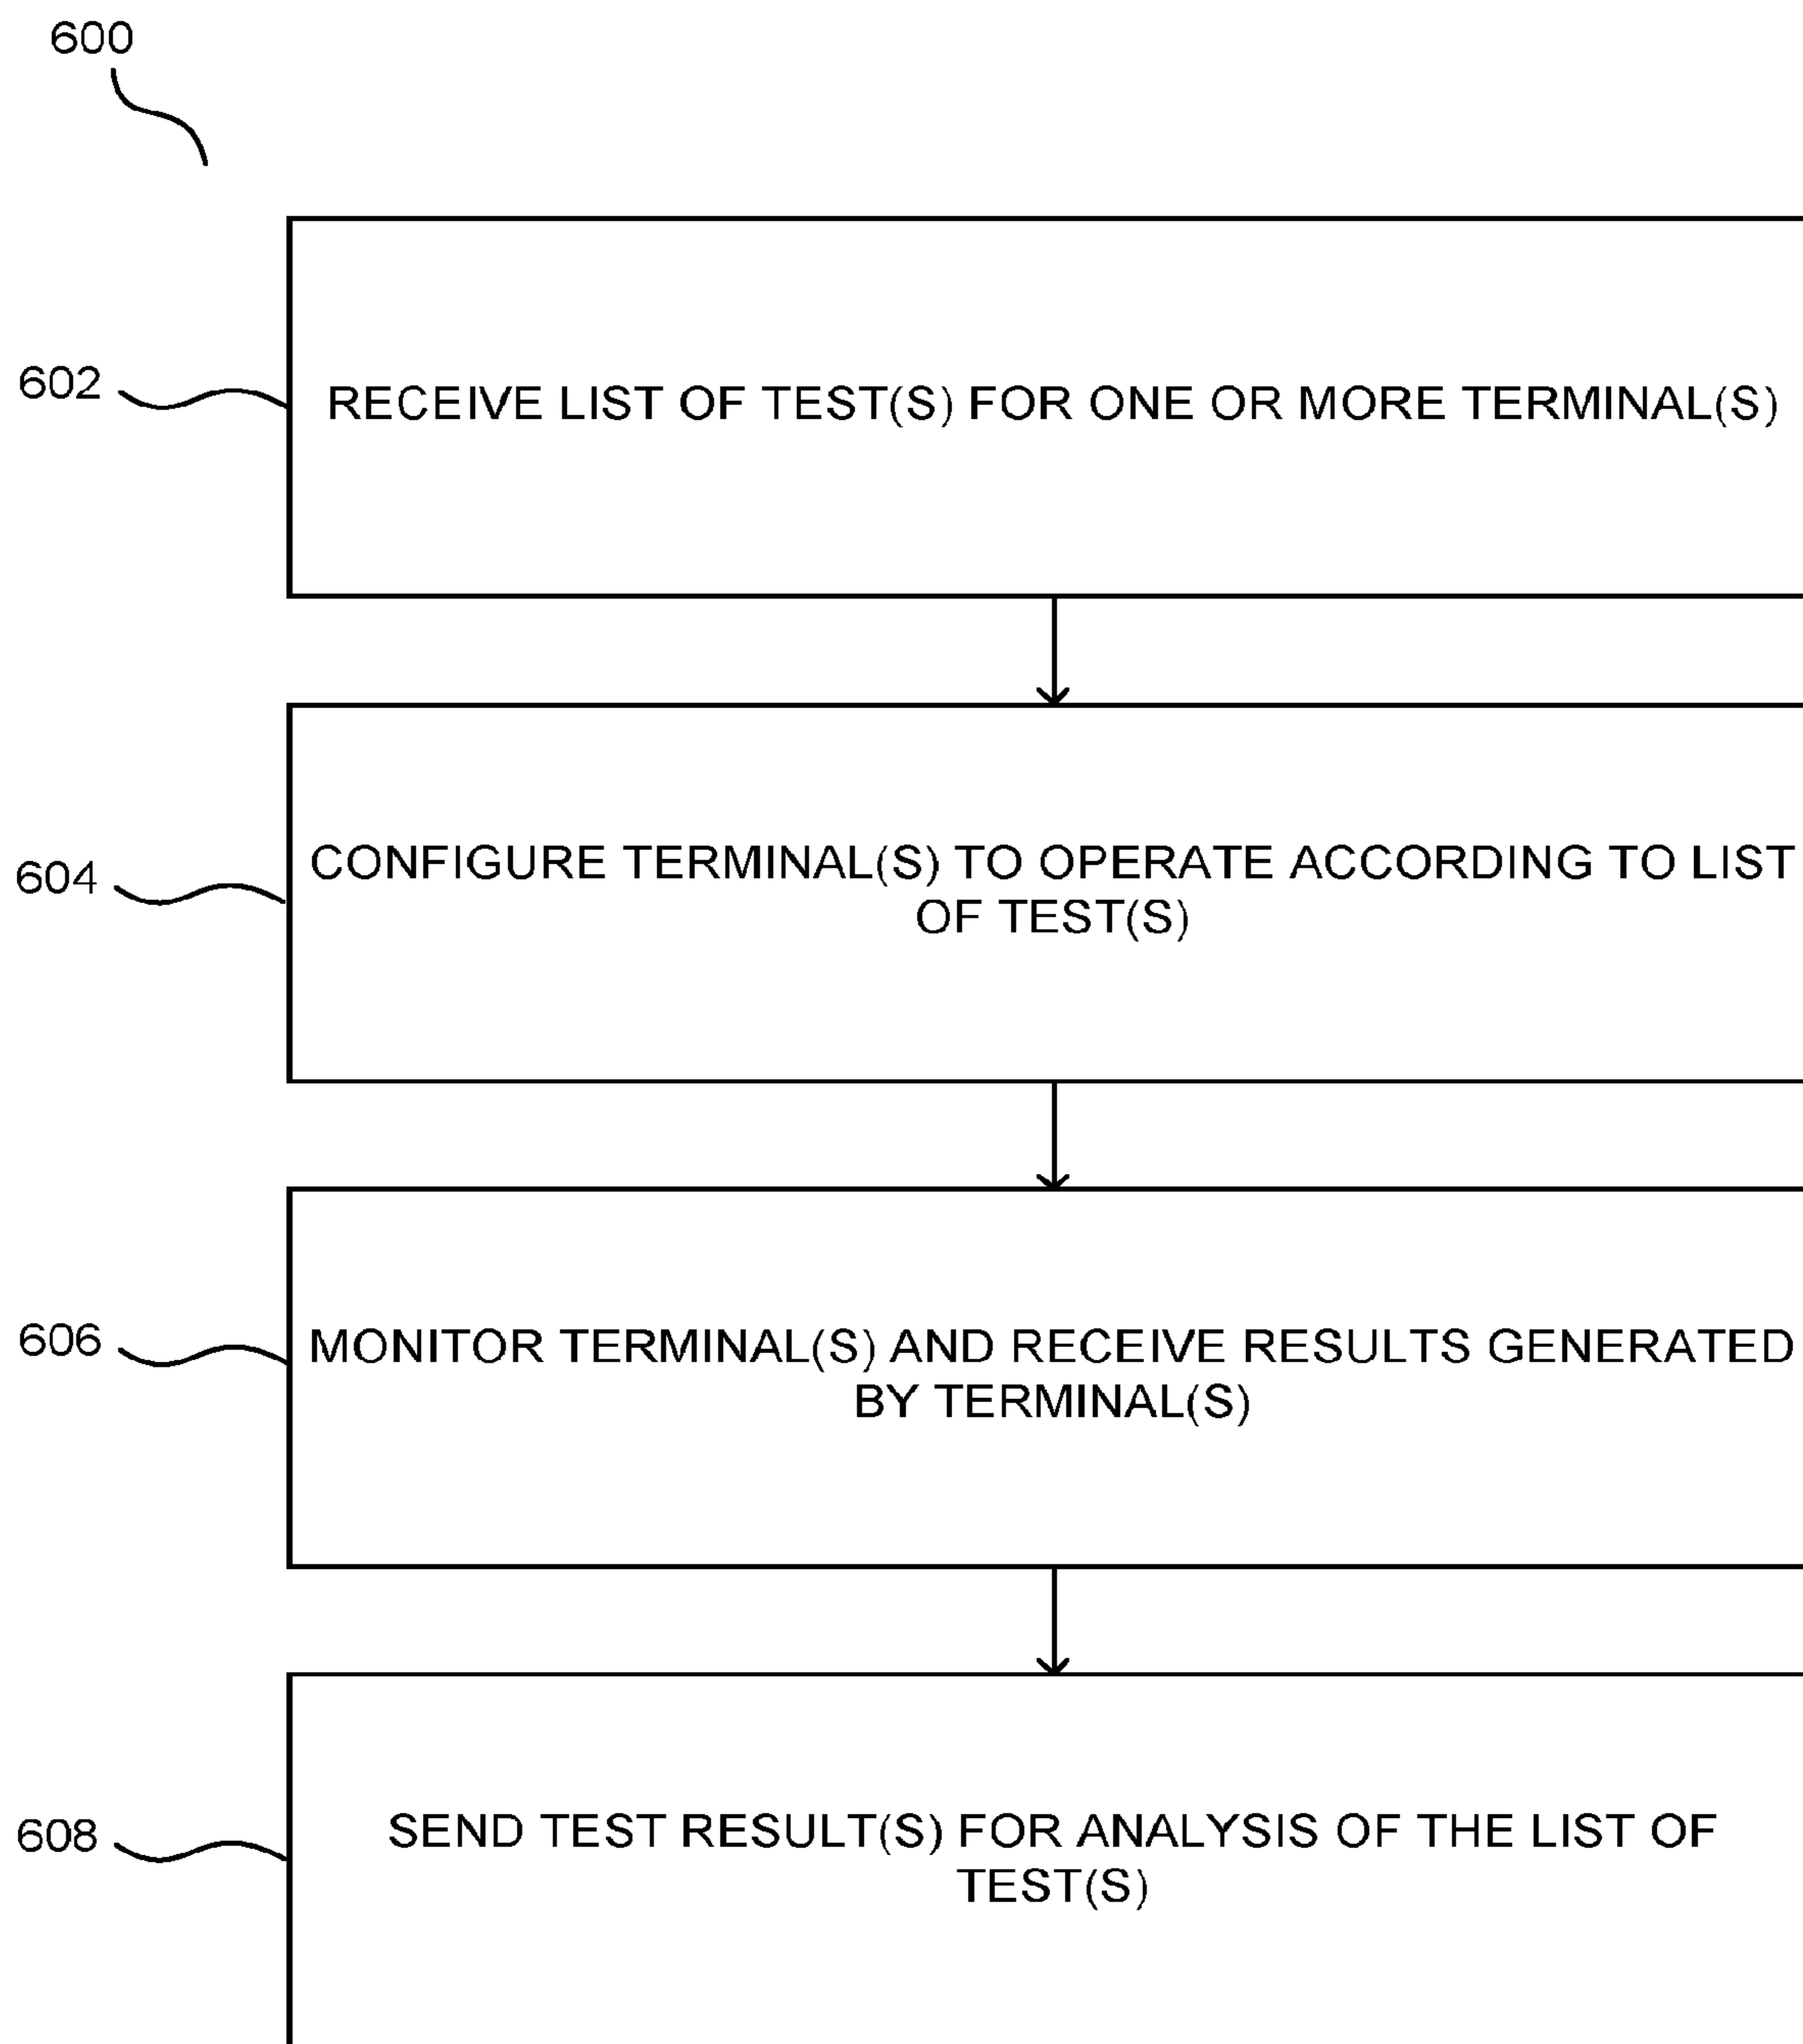 600
602
RECEIVE LIST OF TEST(S) FOR ONE OR MORE TERMINAL(S)
604
CONFIGURE TERMINAL(S) TO OPERATE ACCORDING TO LIST
OF TEST(S)
606
MONITOR TERMINAL(S) AND RECEIVE RESULTS GENERATED
BY TERMINAL(S)
608
SEND TEST RESULT(S) FOR ANALYSIS OF THE LIST OF
TEST(S)